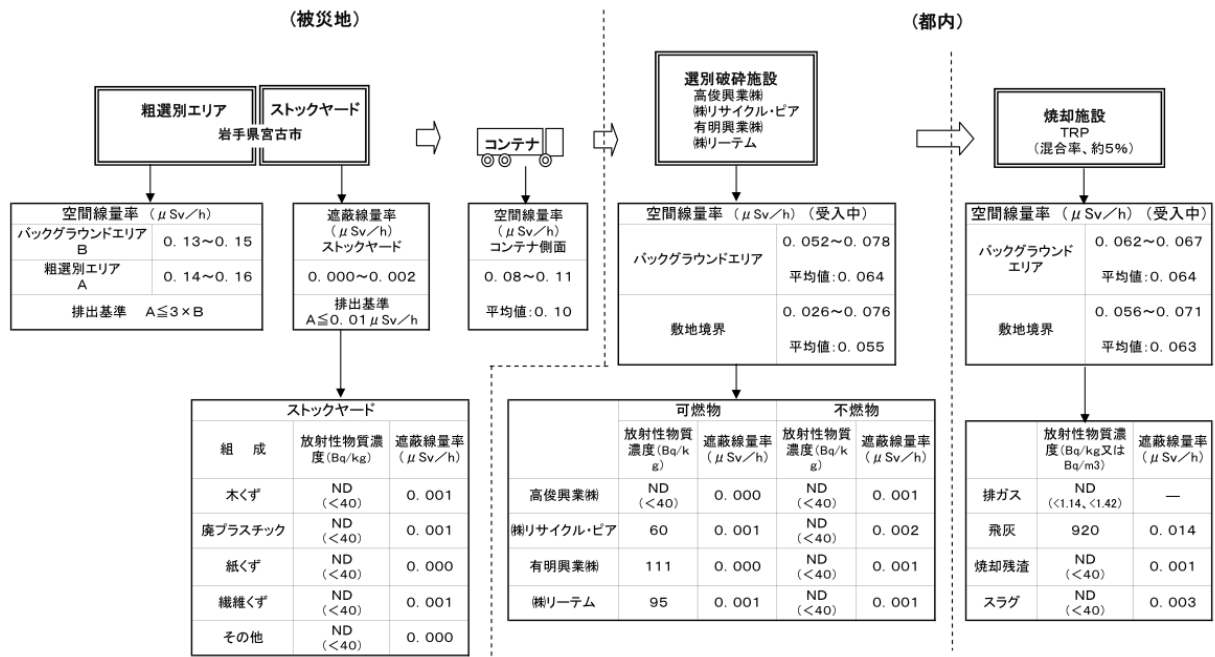 (被災地)
(都内)
粗選別エリア
ストックヤード
岩手県宮古市
コンテナ
選別破砕施設
高俊興業㈱
㈱リサイクル・ピア
有明興業㈱
㈱リーテム
焼却施設
TRP
(混合率、約5%)
空間線量率 (μSv/h)
バックグラウンドエリア
B
0.13~0.15
粗選別エリア
A
0.14~0.16
排出基準 A≦3×B
遮蔽線量率
(μSv/h)
ストックヤード
0.000~0.002
排出基準
A≦0.01μSv/h
空間線量率
(μSv/h)
コンテナ側面
0.08~0.11
平均値:0.10
空間線量率 (μSv/h) (受入中)
バックグラウンドエリア
0.052~0.078
平均値:0.064
敷地境界
0.026~0.076
平均値:0.055
空間線量率 (μSv/h) (受入中)
バックグラウンド
エリア
0.062~0.067
平均値:0.064
敷地境界
0.056~0.071
平均値:0.063
ストックヤード
組 成
放射性物質濃
度(Bq/kg)
遮蔽線量率
(μSv/h)
木くず
ND
(<40)
0.001
廃プラスチック
ND
(<40)
0.001
紙くず
ND
(<40)
0.000
繊維くず
ND
(<40)
0.001
その他
ND
(<40)
0.000
可燃物
不燃物
放射性物質
濃度(Bq/k
g)
遮蔽線量率
(μSv/h)
放射性物質
濃度(Bq/k
g)
遮蔽線量率
(μSv/h)
高俊興業㈱
ND
(<40)
0.000
ND
(<40)
0.001
㈱リサイクル・ピア
60
0.001
ND
(<40)
0.002
有明興業㈱
111
0.000
ND
(<40)
0.001
㈱リーテム
95
0.001
ND
(<40)
0.001
放射性物質濃
度(Bq/kg又は
Bq/m3)
遮蔽線量率
(μSv/h)
排ガス
ND
(<1.14、<1.42)
―
飛灰
920
0.014
焼却残渣
ND
(<40)
0.001
スラグ
ND
(<40)
0.003